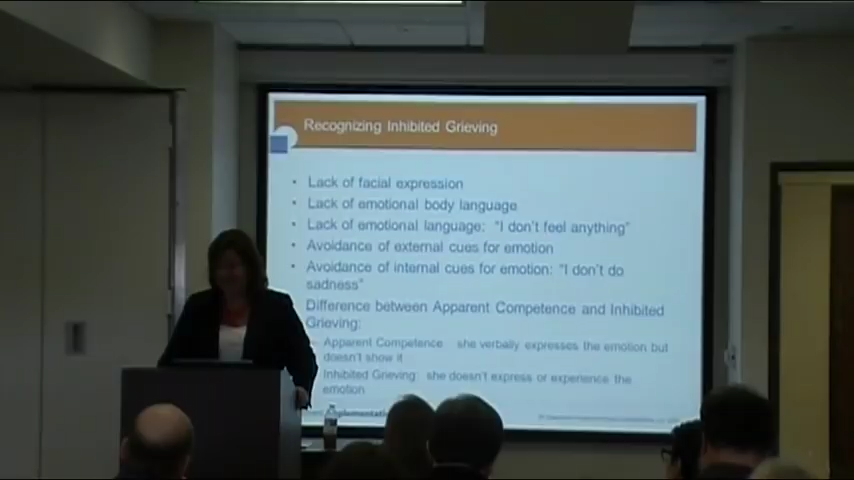 Recognizing Inhibited Grieving
• Lack of facial expression
• Lack of emotional body language
• Lack of emotional language: "I don't feel anything"
• Avoidance of external cues for emotion
• Avoidance of internal cues for emotion: "I don't do
sadness"
Difference between Apparent Competence and Inhibited
Grieving:
Apparent Competence she verbally expresses the emotion but
doesn't show it
Inhibited Grieving: she doesn't express or experience the
emotion